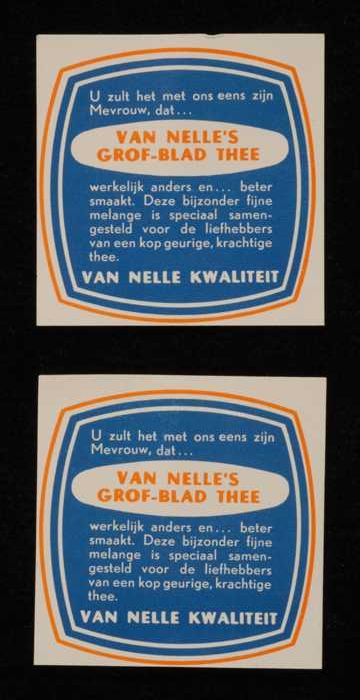 U zult het met ons eens zijn
Mevrouw, dat...
VAN NELLE'S
GROF-BLAD THEE
werkelijk anders en... beter
smaakt. Deze bijzonder fijne
melange is speciaal samen-
gesteld voor de liefhebbers
van een kop geurige, krachtige
thee.
VAN NELLE KWALITEIT
U zult het met ons eens zijn
Mevrouw, dat...
VAN NELLE'S
GROF-BLAD THEE
werkelijk anders en... beter
smaakt. Deze bijzonder fijne
melange is speciaal samen-
gesteld voor de liefhebbers
van een kop geurige, krachtige
thee.
VAN NELLE KWALITEIT